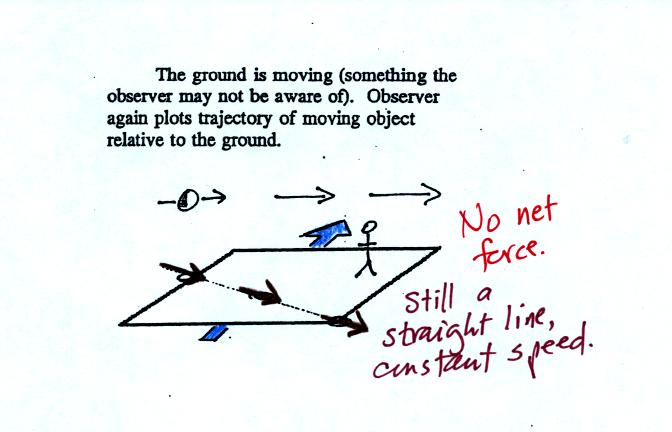 The ground is moving (something the
observer may not be aware of). Observer
again plots trajectory of moving object
relative to the ground.
No net
force.
Still a
straight line,
constant speed.